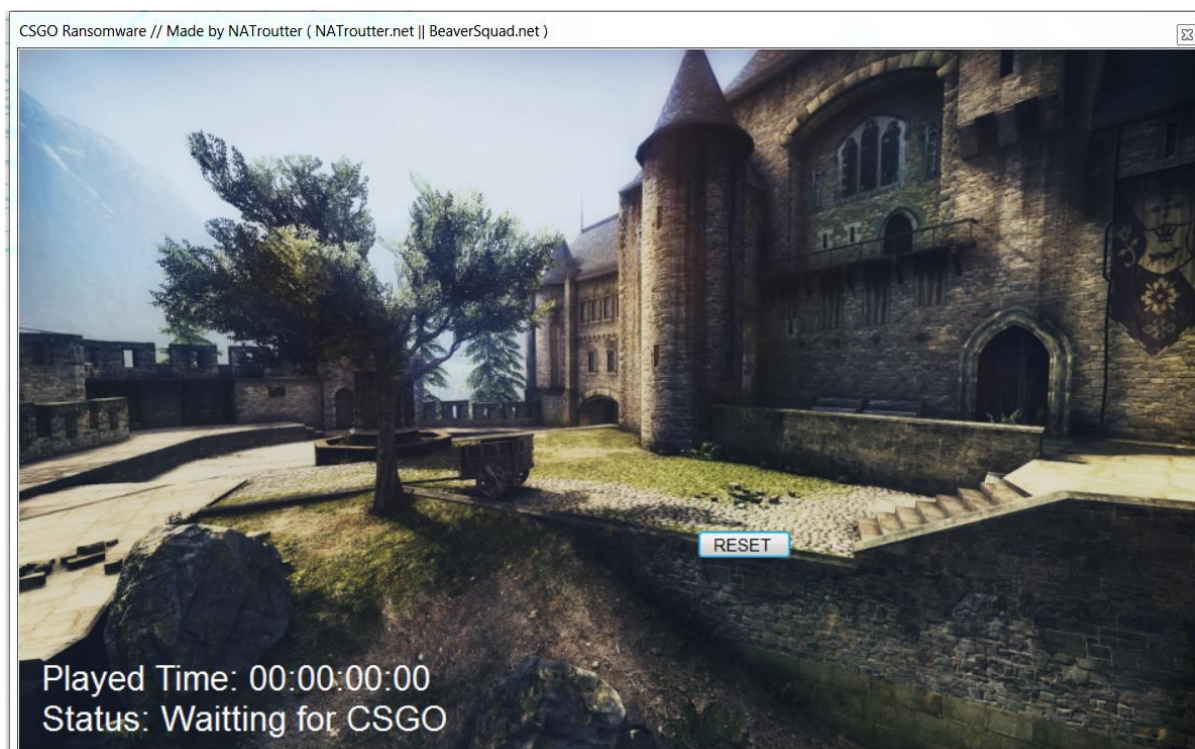 CSGO Ransomware // Made by NATroutter ( NATroutter.net || BeaverSquad.net )
RESET
Played Time: 00:00:00:00
Status: Waitting for CSGO